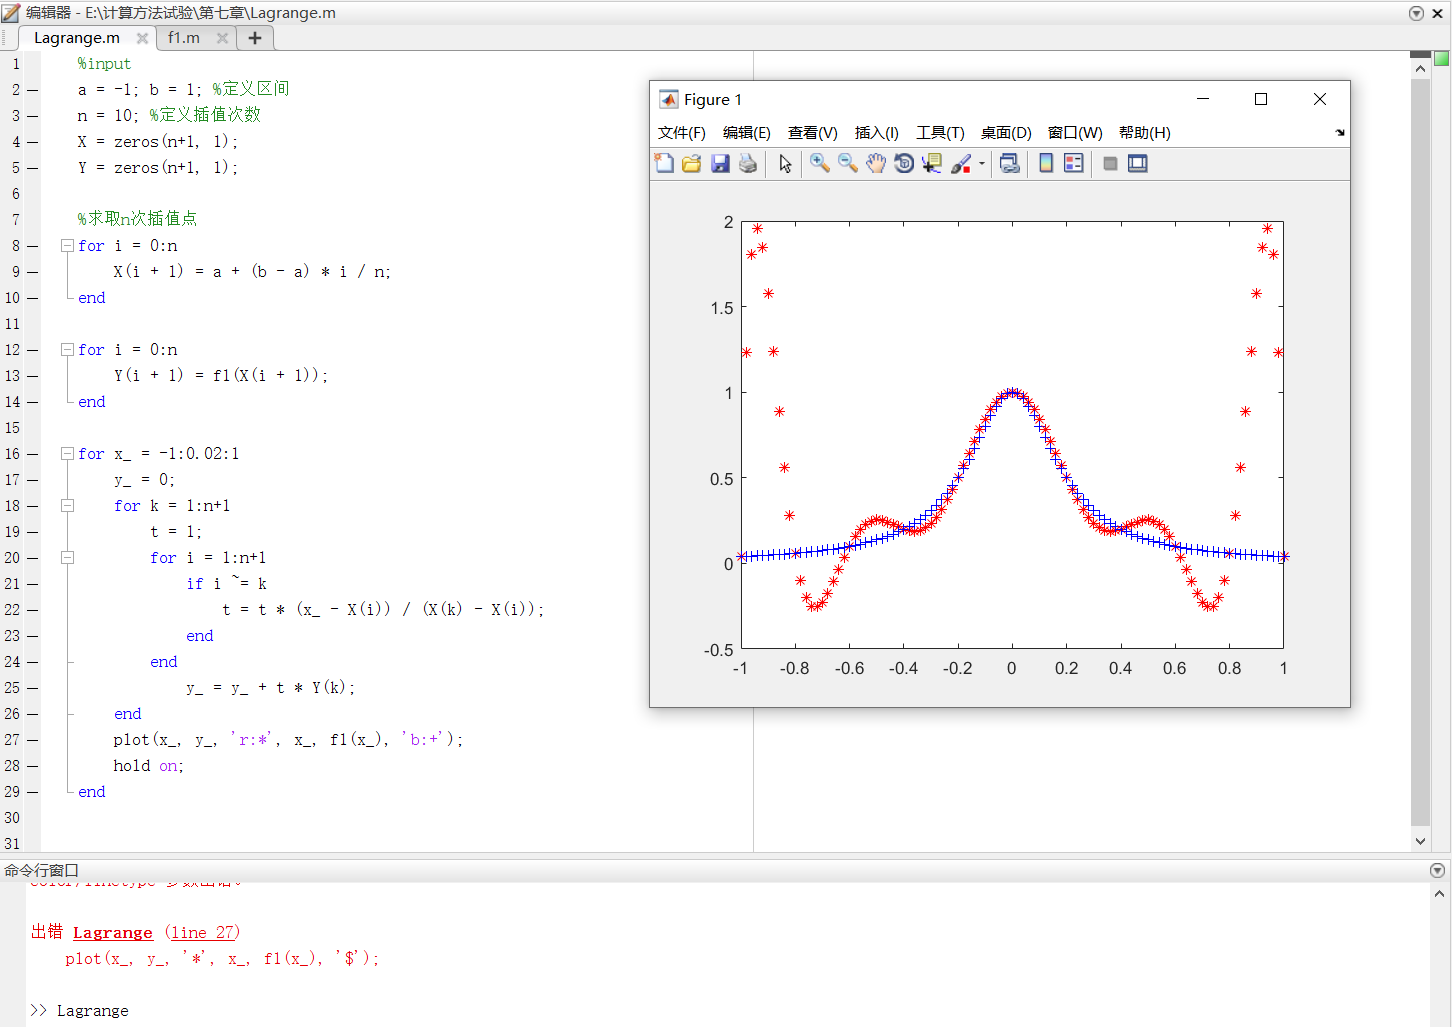 编辑器 - E:\计算方法试验\第七章\Lagrange.m
Lagrange.m
f1.m
1 %input
2 a = -1; b = 1; %定义区间
3 n = 10; %定义插值次数
4 X = zeros(n+1, 1);
5 Y = zeros(n+1, 1);
6
7 %求取n次插值点
8 for i = 0:n
9 X(i + 1) = a + (b - a) * i / n;
10 end
11
12 for i = 0:n
13 Y(i + 1) = f1(X(i + 1));
14 end
15
16 for x_ = -1:0.02:1
17 y_ = 0;
18 for k = 1:n+1
19 t = 1;
20 for i = 1:n+1
21 if i ~= k
22 t = t * (x_ - X(i)) / (X(k) - X(i));
23 end
24 end
25 y_ = y_ + t * Y(k);
26 end
27 plot(x_, y_, 'r:*', x_, f1(x_), 'b:+');
28 hold on;
29 end
30
31
Figure 1
文件(F) 编辑(E) 查看(V) 插入(I) 工具(T) 桌面(D) 窗口(W) 帮助(H)
2
1.5
1
0.5
0
-0.5
-1 -0.8 -0.6 -0.4 -0.2 0 0.2 0.4 0.6 0.8 1
命令行窗口
出错 Lagrange (line 27)
plot(x_, y_, '*', x_, f1(x_), '$');
>> Lagrange